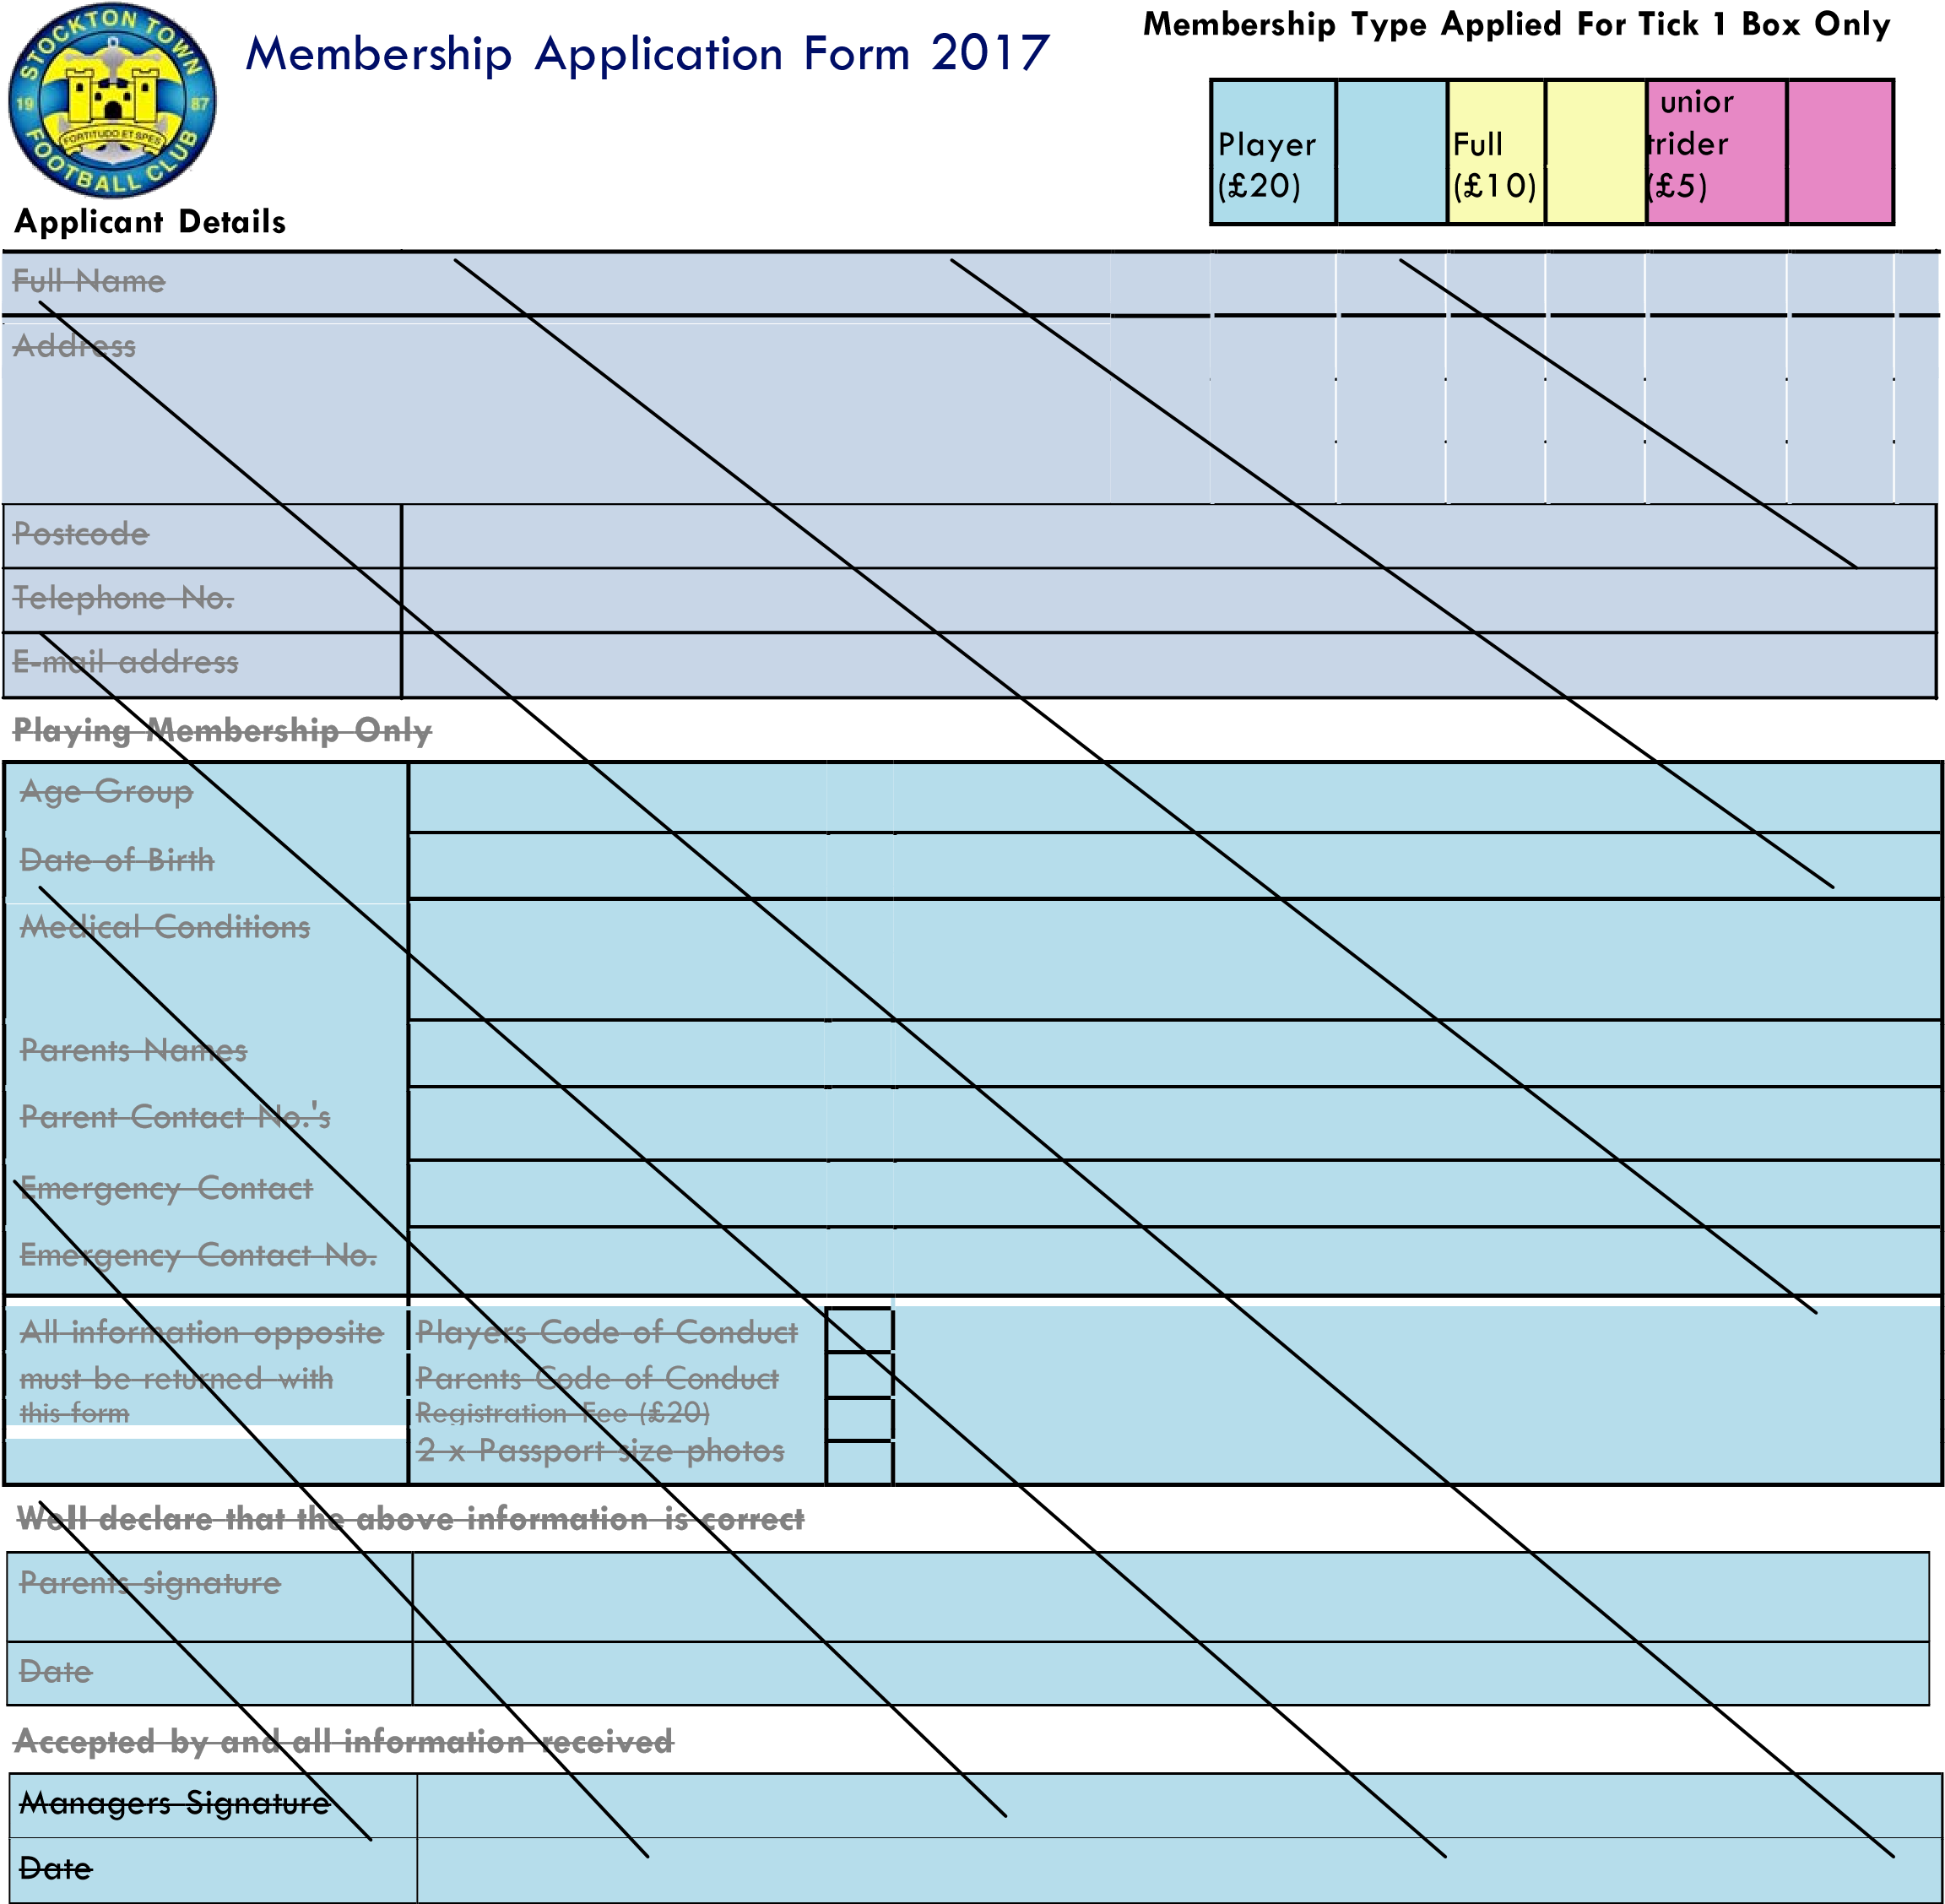 STOCKTON TOWN
19 87
FORTITUDO ET SPES
FOOTBALL CLUB
Membership Application Form 2017
Membership Type Applied For Tick 1 Box Only
Player
(£20)
Full
(£10)
unior
trider
(£5)
Applicant Details
Full Name
Address
Postcode
Telephone No.
E-mail address
Playing Membership Only
Age Group
Date of Birth
Medical Conditions
Parents Names
Parent Contact No.'s
Emergency Contact
Emergency Contact No.
All information opposite
must be returned with
this form
Players Code of Conduct
Parents Code of Conduct
Registration Fee (£20)
2 x Passport size photos
WeII declare that the above information is correct
Parents signature
Date
Accepted by and all information received
Managers Signature
Date